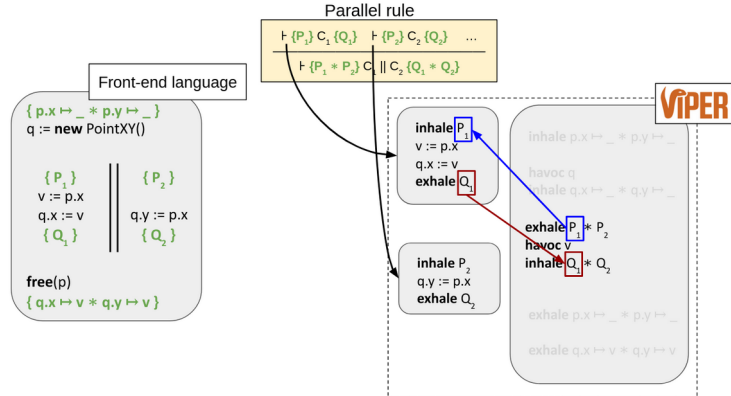 Parallel rule
⊢ {P₁} C₁ {Q₁} ⊢ {P₂} C₂ {Q₂} ...
⊢ {P₁ * P₂} C₁ || C₂ {Q₁ * Q₂}
Front-end language
{ p.x ↦ _ * p.y ↦ _ }
q := new PointXY()
{ P₁ }
v := p.x
q.x := v
{ Q₁ }
{ P₂ }
q.y := p.x
{ Q₂ }
free(p)
{ q.x ↦ v * q.y ↦ v }
VIPER
inhale P₁
v := p.x
q.x := v
exhale Q₁
inhale P₂
q.y := p.x
exhale Q₂
inhale p.x ↦ _ * p.y ↦ _
havoc q
inhale q.x ↦ _ * q.y ↦ _
exhale P₁ * P₂
havoc v
inhale Q₁ * Q₂
exhale p.x ↦ _ * p.y ↦ _
exhale q.x ↦ v * q.y ↦ v